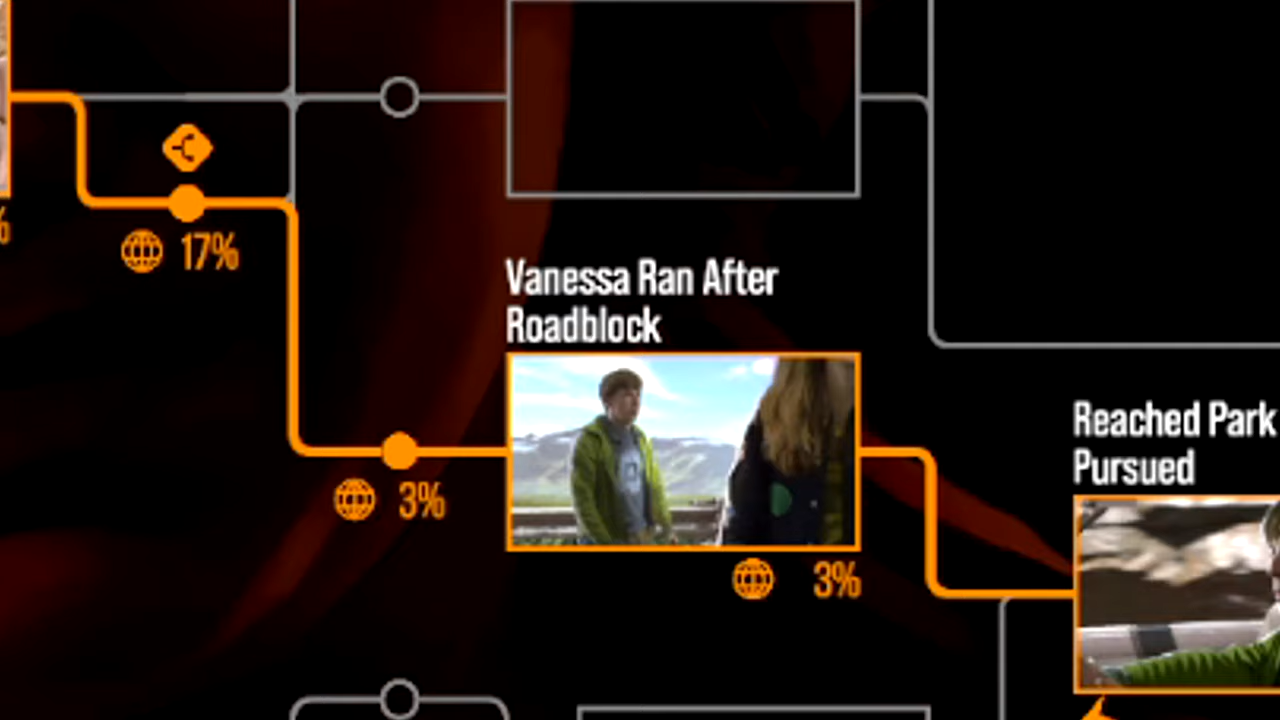 17%
Vanessa Ran After
Roadblock
3%
3%
Reached Park
Pursued
%